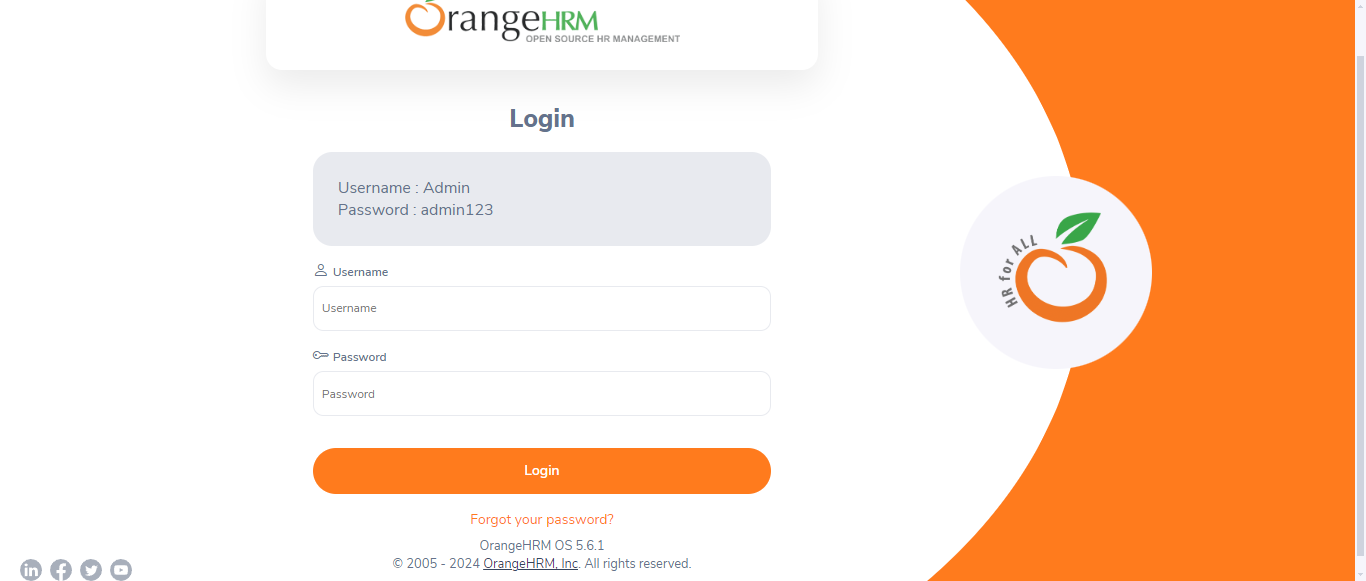 OrangeHRM
OPEN SOURCE HR MANAGEMENT
Login
Username : Admin
Password : admin123
Username
Username
Password
Password
Login
Forgot your password?
OrangeHRM OS 5.6.1
© 2005 - 2024 OrangeHRM, Inc. All rights reserved.
HR for ALL
in